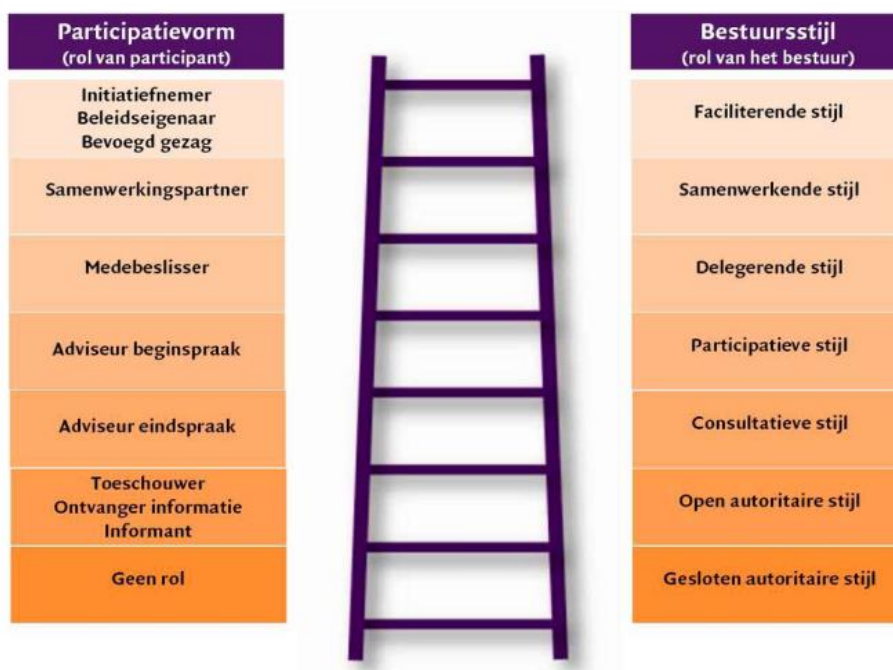 Participatievorm
(rol van participant)
Initiatiefnemer
Beleidseigenaar
Bevoegd gezag
Samenwerkingspartner
Medebeslisser
Adviseur beginspraak
Adviseur eindspraak
Toeschouwer
Ontvanger informatie
Informant
Geen rol
Bestuursstijl
(rol van het bestuur)
Faciliterende stijl
Samenwerkende stijl
Delegerende stijl
Participatieve stijl
Consultatieve stijl
Open autoritaire stijl
Gesloten autoritaire stijl